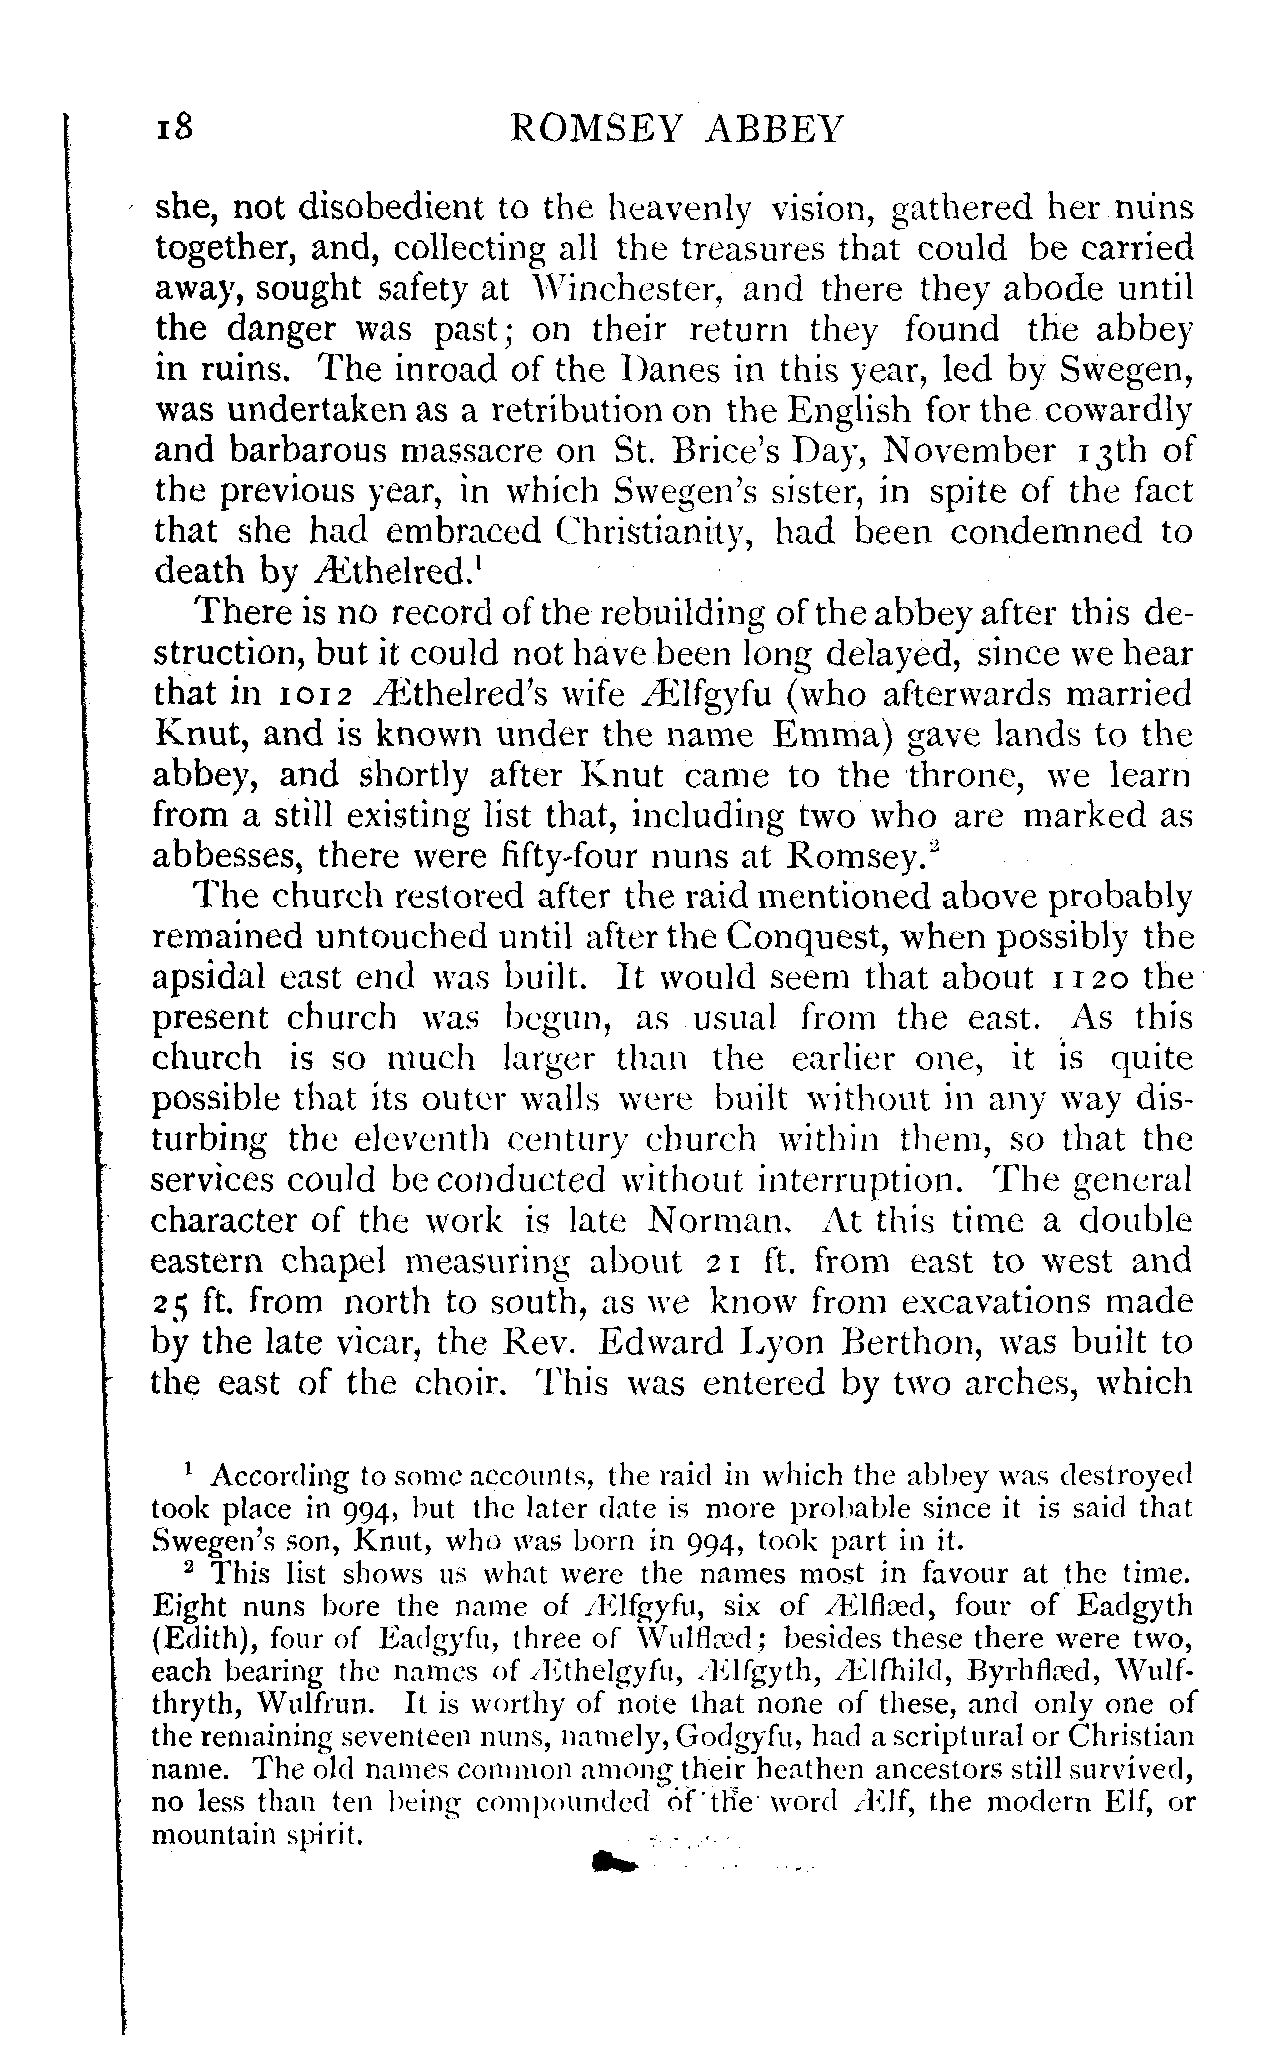 18 ROMSEY ABBEY
she, not disobedient to the heavenly vision, gathered her nuns
together, and, collecting all the treasures that could be carried
away, sought safety at Winchester, and there they abode until
the danger was past; on their return they found the abbey
in ruins. The inroad of the Danes in this year, led by Swegen,
was undertaken as a retribution on the English for the cowardly
and barbarous massacre on St. Brice's Day, November 13th of
the previous year, in which Swegen's sister, in spite of the fact
that she had embraced Christianity, had been condemned to
death by Æthelred.¹
There is no record of the rebuilding of the abbey after this de-
struction, but it could not have been long delayed, since we hear
that in 1012 Æthelred's wife Ælfgyfu (who afterwards married
Knut, and is known under the name Emma) gave lands to the
abbey, and shortly after Knut came to the throne, we learn
from a still existing list that, including two who are marked as
abbesses, there were fifty-four nuns at Romsey.²
The church restored after the raid mentioned above probably
remained untouched until after the Conquest, when possibly the
apsidal east end was built. It would seem that about 1120 the
present church was begun, as usual from the east. As this
church is so much larger than the earlier one, it is quite
possible that its outer walls were built without in any way dis-
turbing the eleventh century church within them, so that the
services could be conducted without interruption. The general
character of the work is late Norman. At this time a double
eastern chapel measuring about 21 ft. from east to west and
25 ft. from north to south, as we know from excavations made
by the late vicar, the Rev. Edward Lyon Berthon, was built to
the east of the choir. This was entered by two arches, which
¹ According to some accounts, the raid in which the abbey was destroyed
took place in 994, but the later date is more probable since it is said that
Swegen's son, Knut, who was born in 994, took part in it.
² This list shows us what were the names most in favour at the time.
Eight nuns bore the name of Ælfgyfu, six of Ælflæd, four of Eadgyth
(Edith), four of Eadgyfu, three of Wulflæd; besides these there were two,
each bearing the names of Æthelgyfu, Ælfgyth, Ælfhild, Byrhflæd, Wulf-
thryth, Wulfrun. It is worthy of note that none of these, and only one of
the remaining seventeen nuns, namely, Godgyfu, had a scriptural or Christian
name. The old names common among their heathen ancestors still survived,
no less than ten being compounded of the word Ælf, the modern Elf, or
mountain spirit.